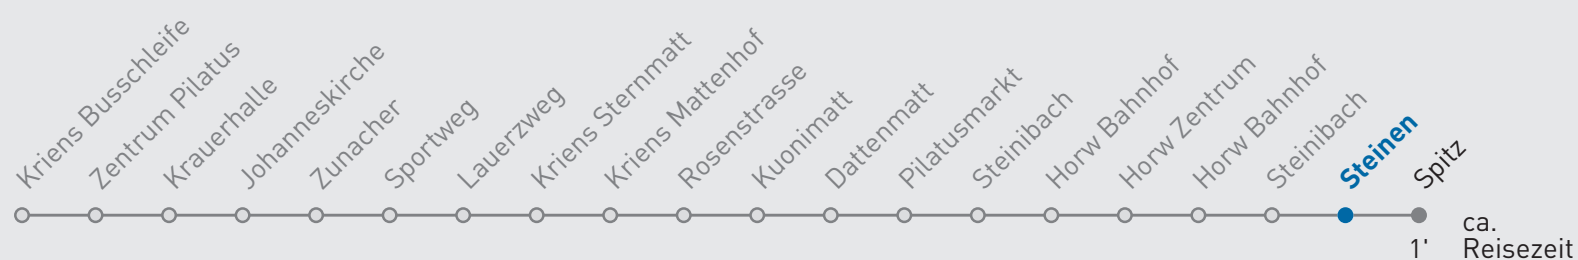 Kriens Busschleife
Zentrum Pilatus
Krauerhalle
Johanneskirche
Zunacher
Sportweg
Lauerzweg
Kriens Sternmatt
Kriens Mattenhof
Rosenstrasse
Kuonimatt
Dattenmatt
Pilatusmarkt
Steinibach
Horw Bahnhof
Horw Zentrum
Horw Bahnhof
Steinibach
Steinen
Spitz
ca.
1' Reisezeit